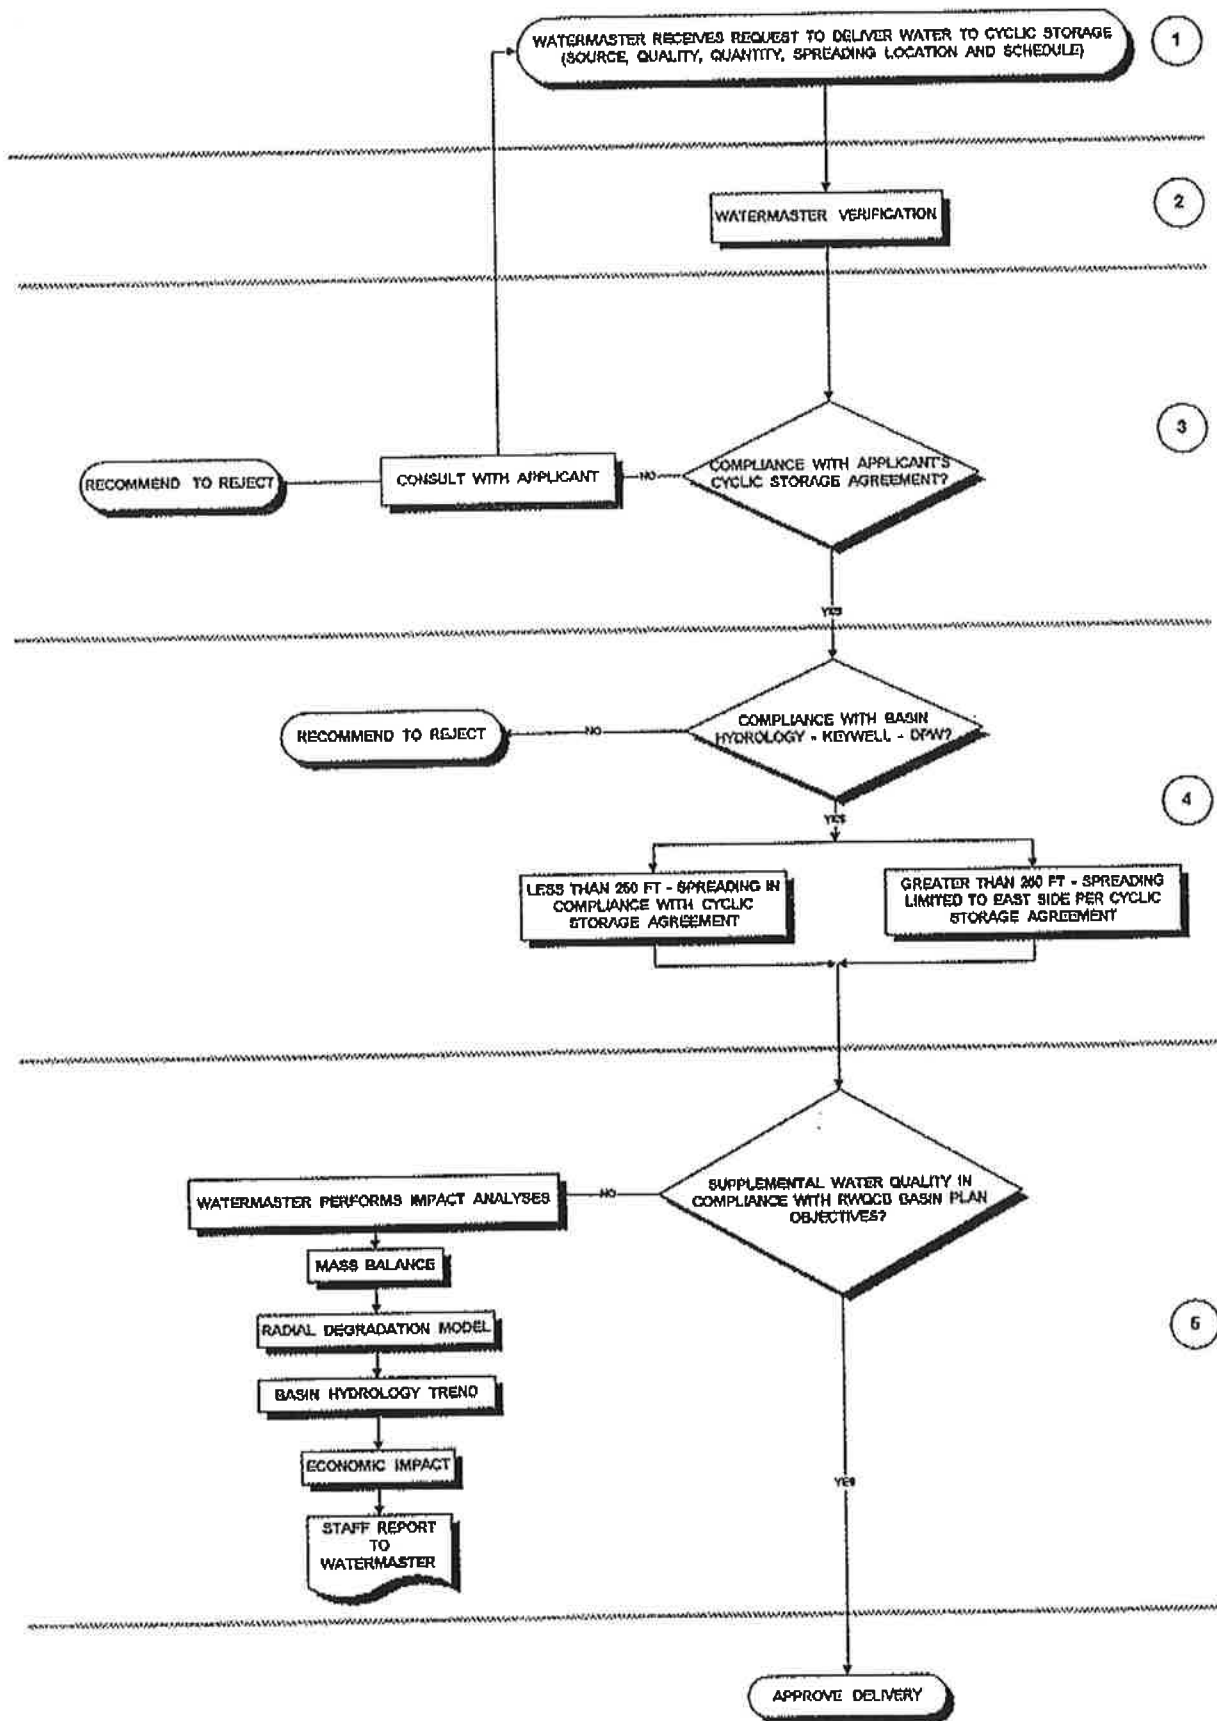 WATERMASTER RECEIVES REQUEST TO DELIVER WATER TO CYCLIC STORAGE
(SOURCE, QUALITY, QUANTITY, SPREADING LOCATION AND SCHEDULE)
1
WATERMASTER VERIFICATION
2
3
COMPLIANCE WITH APPLICANT'S
CYCLIC STORAGE AGREEMENT?
NO
CONSULT WITH APPLICANT
RECOMMEND TO REJECT
YES
COMPLIANCE WITH BASIN
HYDROLOGY - KEYWELL - DPW?
NO
RECOMMEND TO REJECT
YES
4
LESS THAN 250 FT - SPREADING IN
COMPLIANCE WITH CYCLIC
STORAGE AGREEMENT
GREATER THAN 200 FT - SPREADING
LIMITED TO EAST SIDE PER CYCLIC
STORAGE AGREEMENT
SUPPLEMENTAL WATER QUALITY IN
COMPLIANCE WITH RWQCB BASIN PLAN
OBJECTIVES?
NO
WATERMASTER PERFORMS IMPACT ANALYSES
MASS BALANCE
RADIAL DEGRADATION MODEL
BASIN HYDROLOGY TREND
ECONOMIC IMPACT
STAFF REPORT
TO
WATERMASTER
5
YES
APPROVE DELIVERY